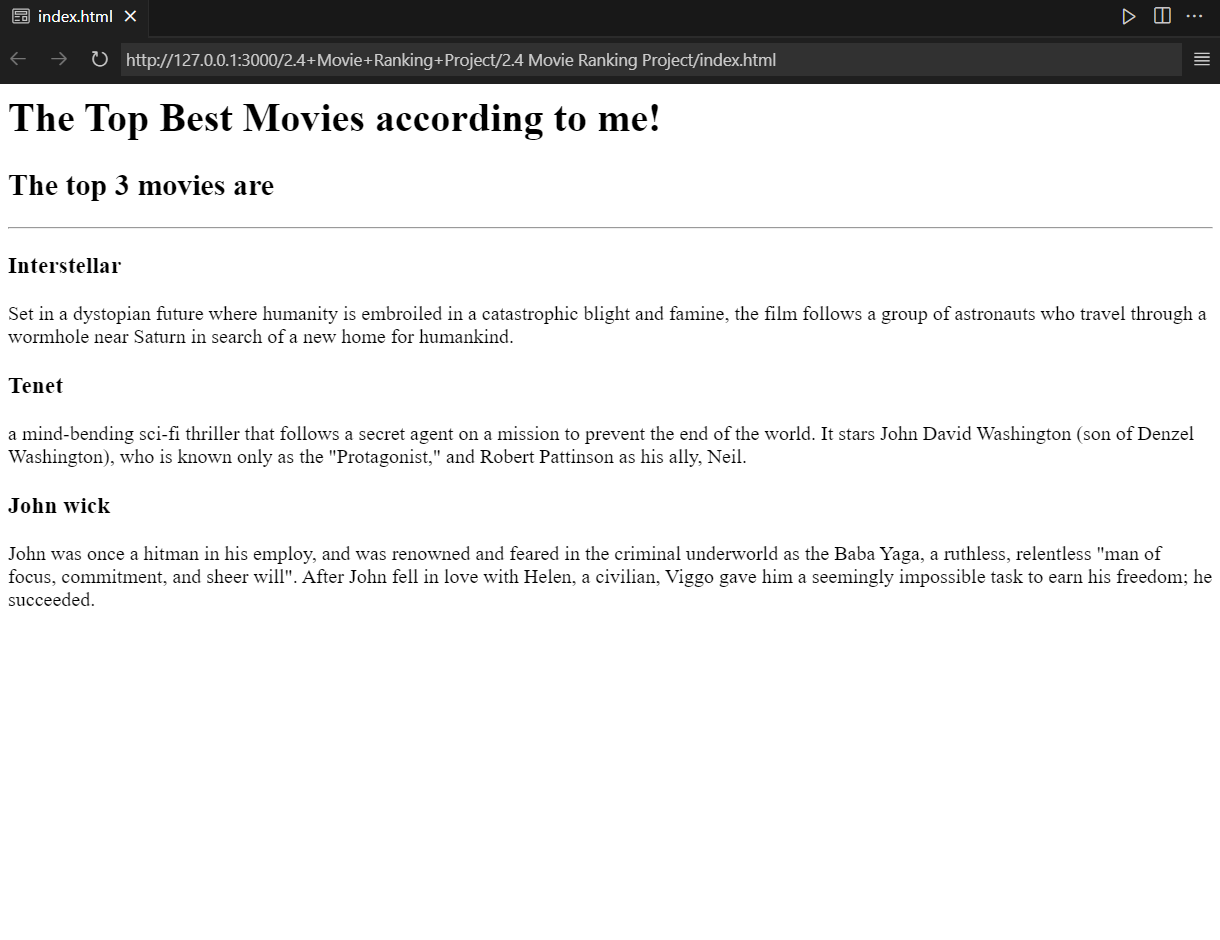 index.html
http://127.0.0.1:3000/2.4+Movie+Ranking+Project/2.4 Movie Ranking Project/index.html
The Top Best Movies according to me!
The top 3 movies are
Interstellar
Set in a dystopian future where humanity is embroiled in a catastrophic blight and famine, the film follows a group of astronauts who travel through a
wormhole near Saturn in search of a new home for humankind.
Tenet
a mind-bending sci-fi thriller that follows a secret agent on a mission to prevent the end of the world. It stars John David Washington (son of Denzel
Washington), who is known only as the "Protagonist," and Robert Pattinson as his ally, Neil.
John wick
John was once a hitman in his employ, and was renowned and feared in the criminal underworld as the Baba Yaga, a ruthless, relentless "man of
focus, commitment, and sheer will". After John fell in love with Helen, a civilian, Viggo gave him a seemingly impossible task to earn his freedom; he
succeeded.